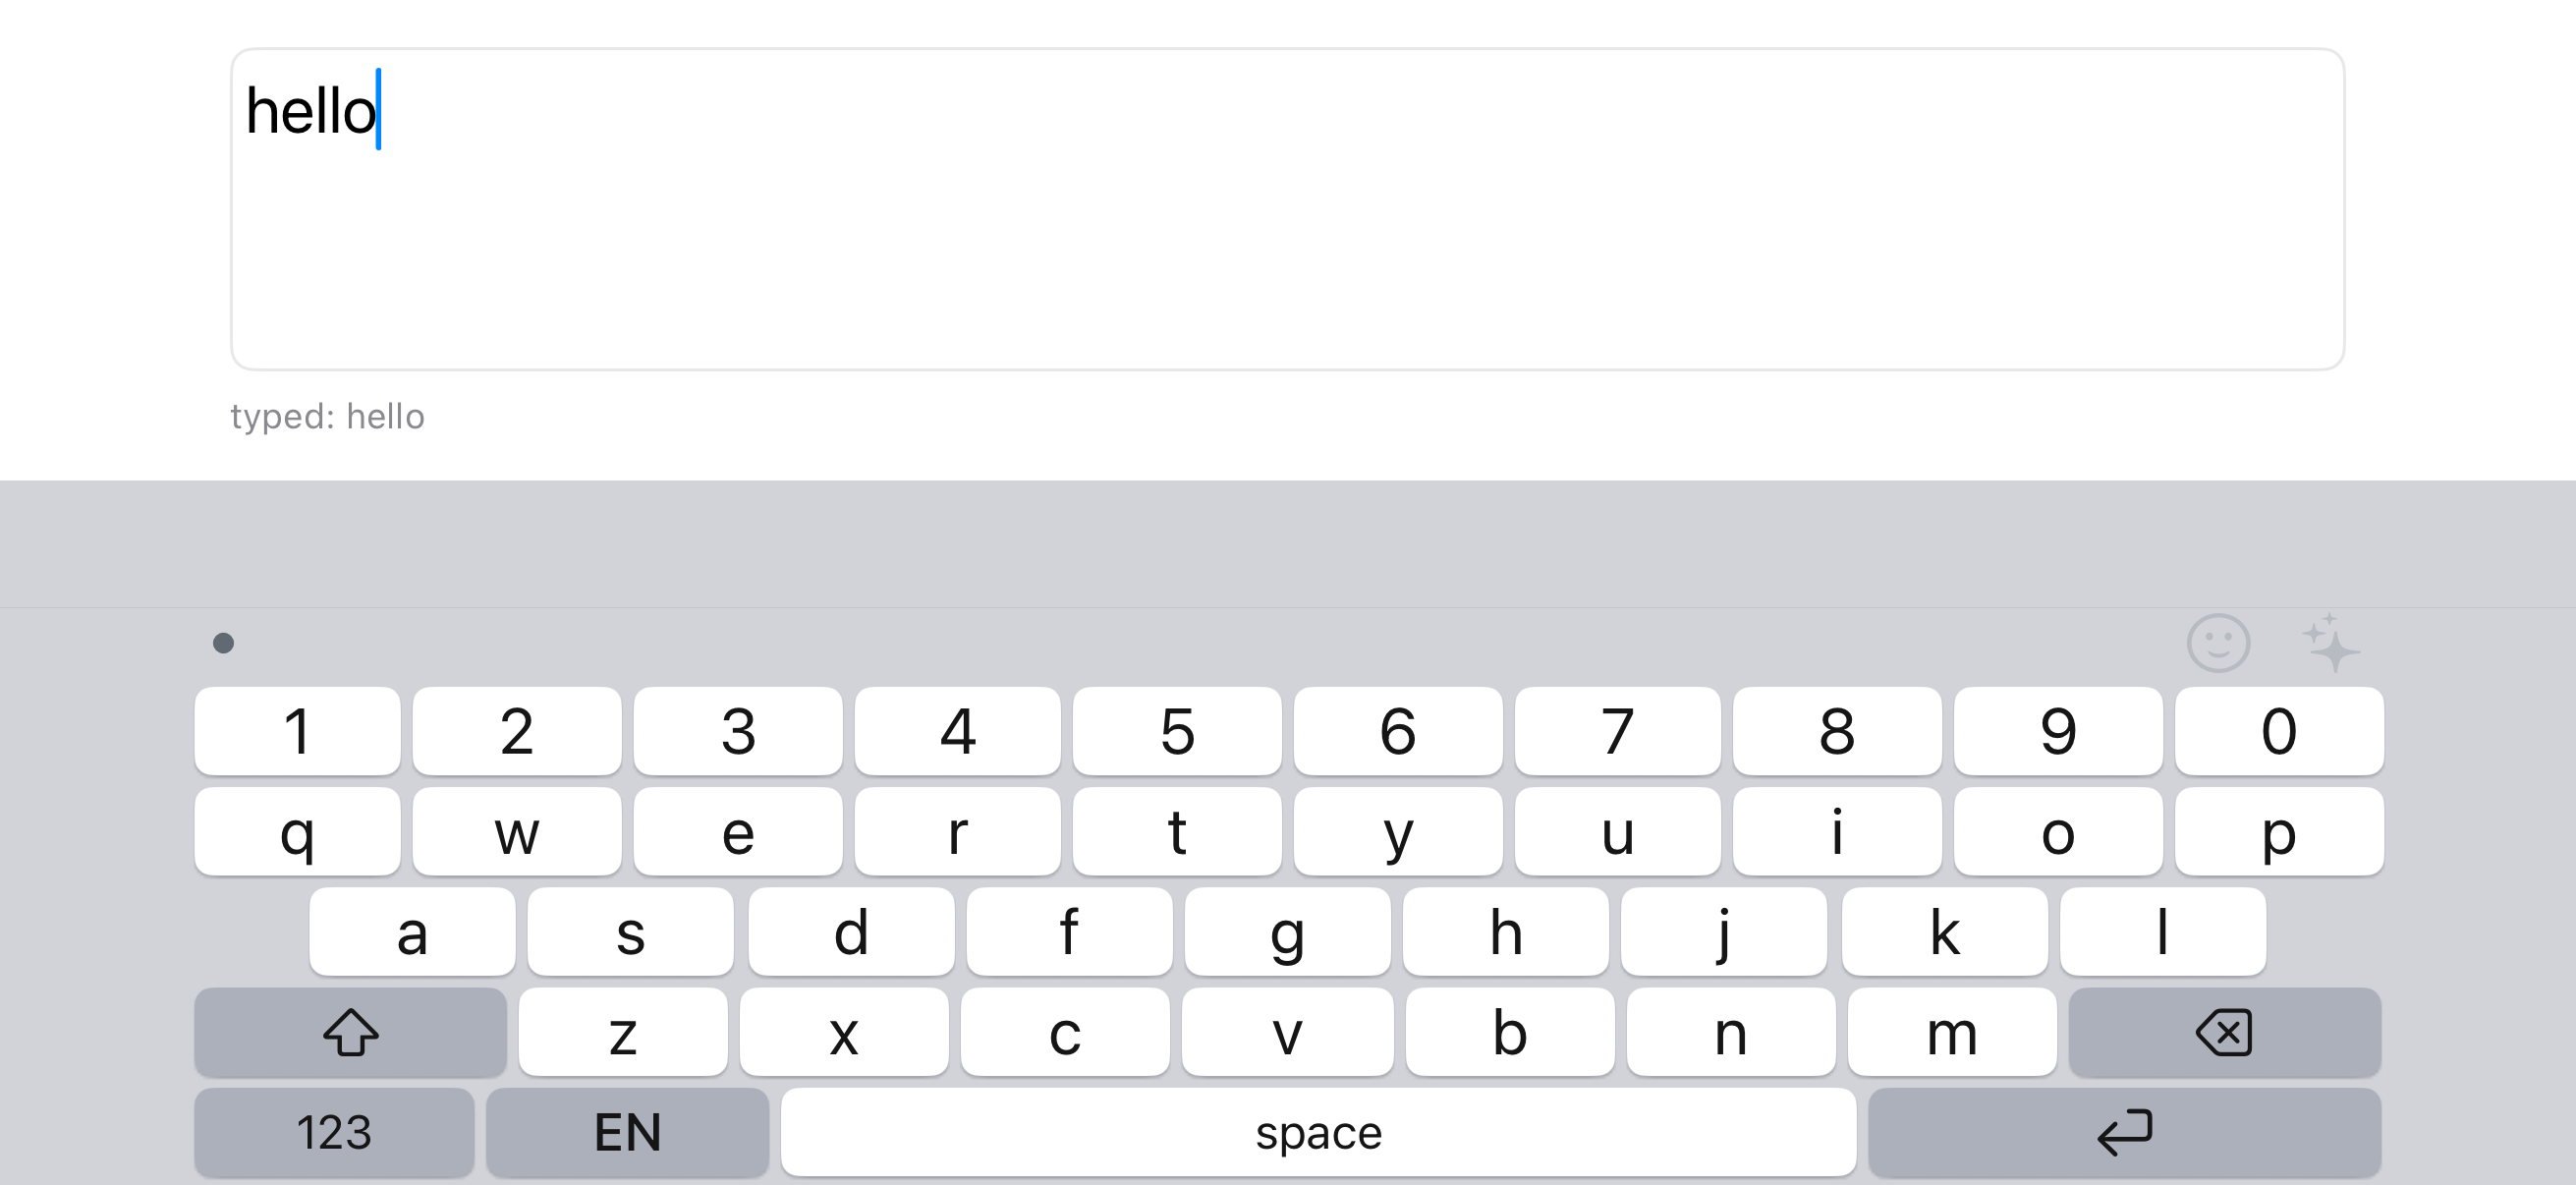 hello
typed: hello
1 2 3 4 5 6 7 8 9 0
q w e r t y u i o p
a s d f g h j k l
z x c v b n m
123 EN space